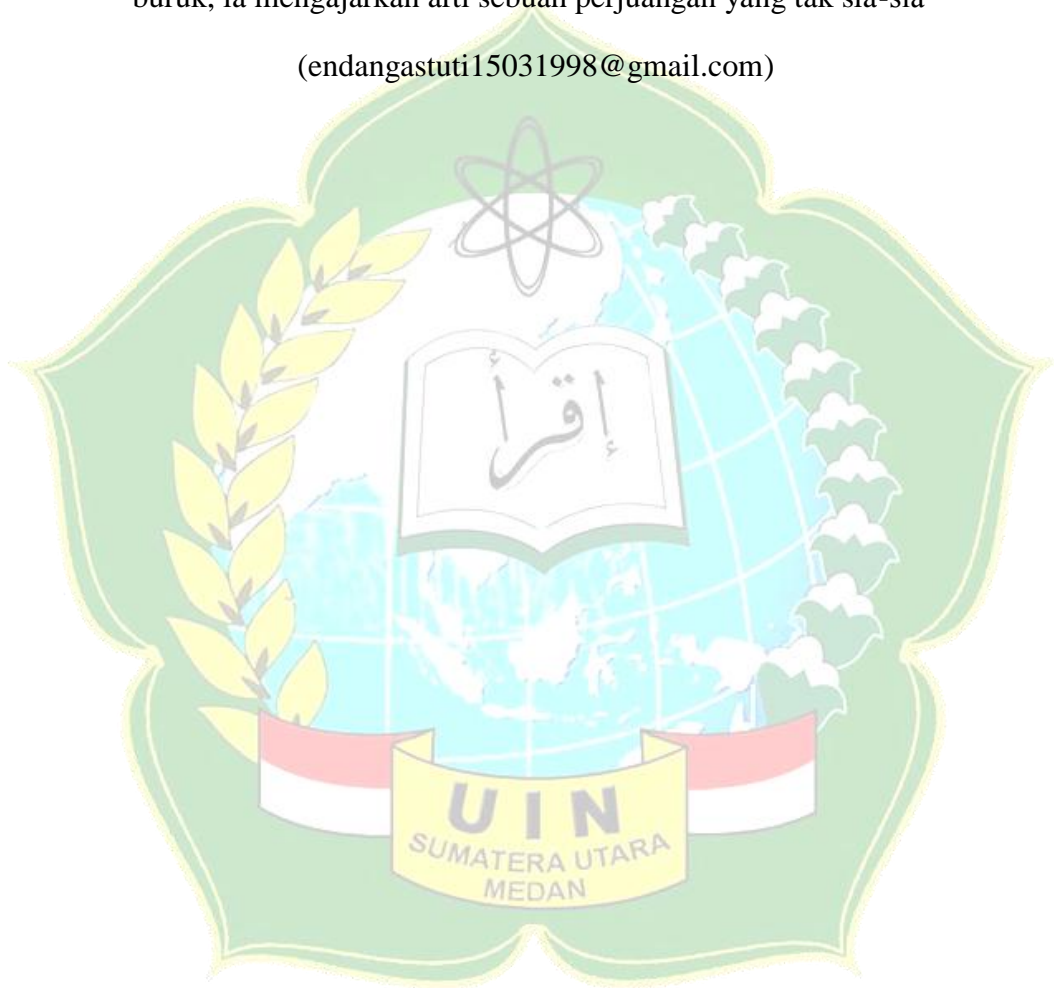 buruk, ia mengajarkan arti sebuah perjuangan yang tak sia-sia”
(endangastuti15031998@gmail.com)
إقرأ
UIN
SUMATERA UTARA
MEDAN